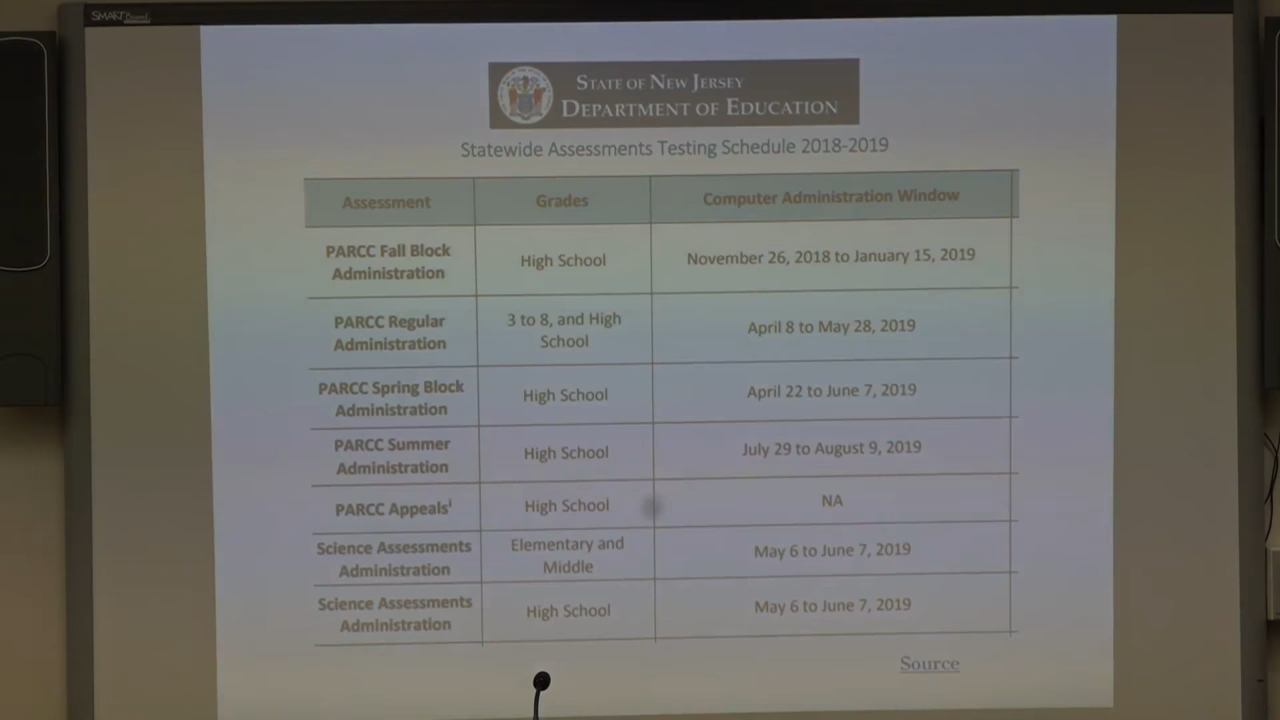 SMART Board
STATE OF NEW JERSEY
DEPARTMENT OF EDUCATION
Statewide Assessments Testing Schedule 2018-2019
Assessment Grades Computer Administration Window
PARCC Fall Block
Administration
High School
November 26, 2018 to January 15, 2019
PARCC Regular
Administration
3 to 8, and High
School
April 8 to May 28, 2019
PARCC Spring Block
Administration
High School
April 22 to June 7, 2019
PARCC Summer
Administration
High School
July 29 to August 9, 2019
PARCC Appealsⁱ
High School
NA
Science Assessments
Administration
Elementary and
Middle
May 6 to June 7, 2019
Science Assessments
Administration
High School
May 6 to June 7, 2019
Source